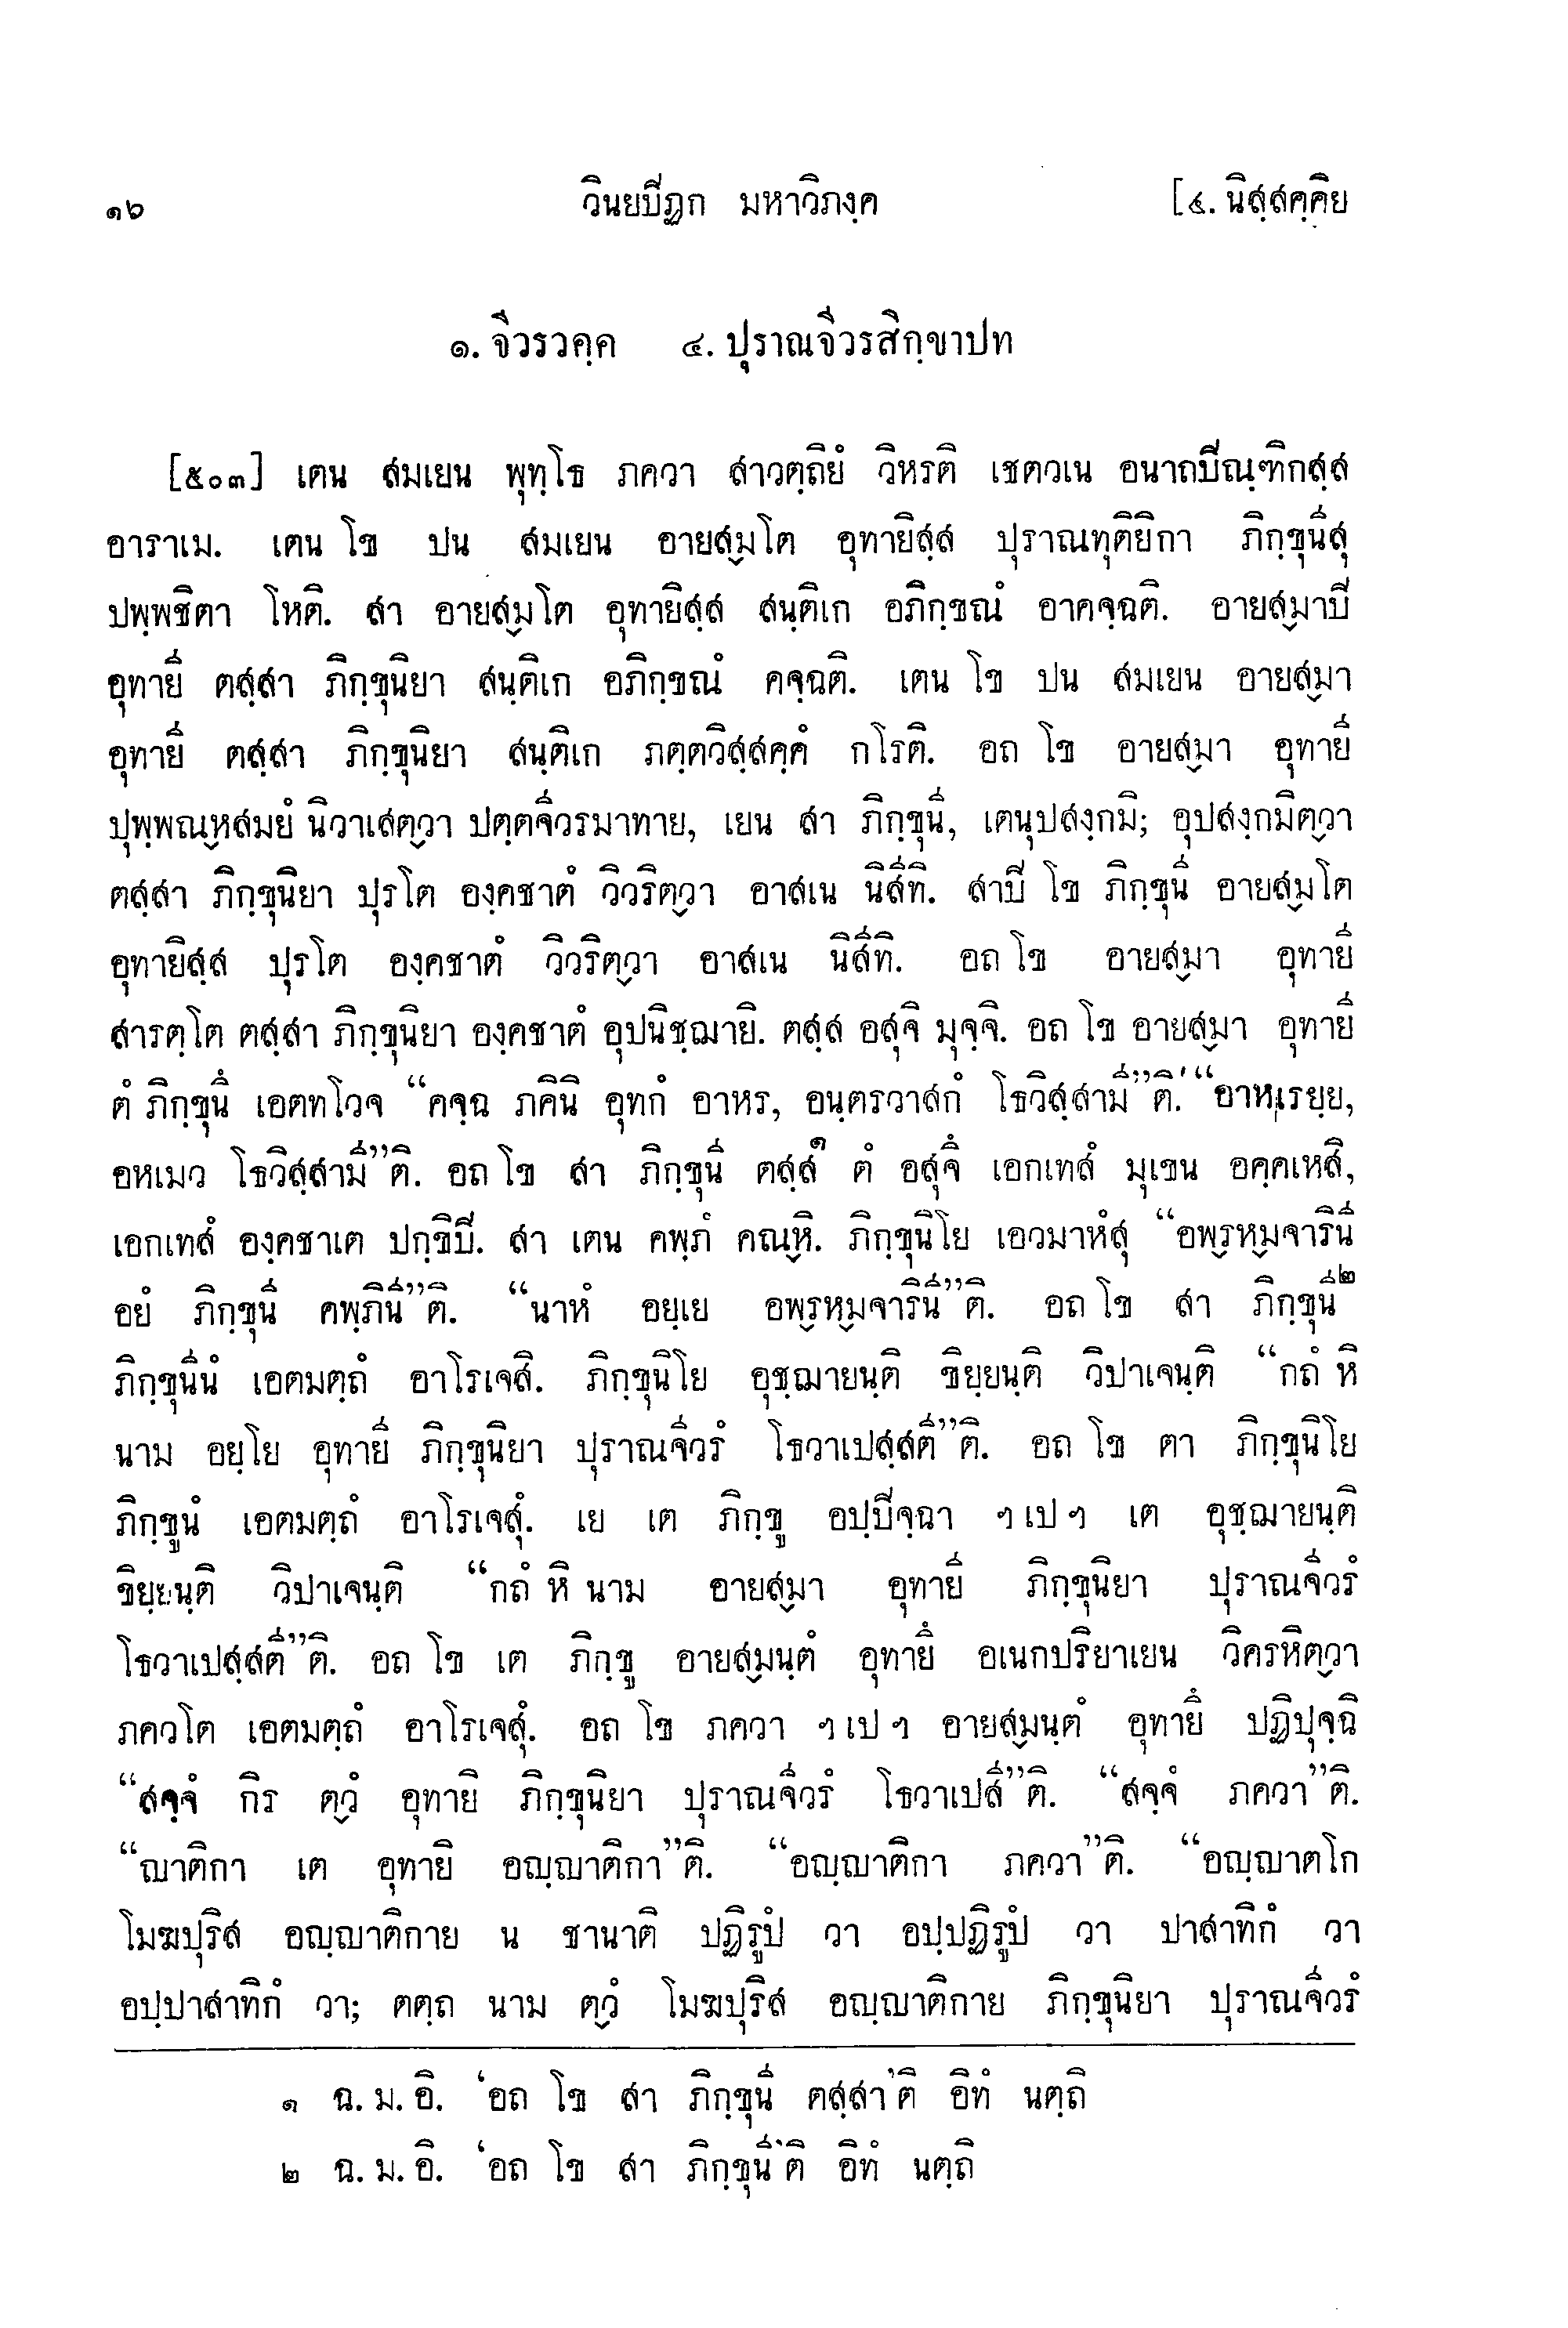 ๑๖ วินยปิฏก มหาวิภงฺค [๔. นิสฺสคฺคิย
๑. จีวรวคฺค ๔. ปุราณจีวรสิกฺขาปท
[๕๐๓] เตน สมเยน พุทฺโธ ภควา สาวตฺถิยํ วิหรติ เชตวเน อนาถปิณฺฑิกสฺส
อาราเม. เตน โข ปน สมเยน อายสฺมโต อุทายิสฺส ปุราณทุติยิกา ภิกฺขุนีสุ
ปพฺพชิตา โหติ. สา อายสฺมโต อุทายิสฺส สนฺติเก อภิกฺขณํ อาคจฺฉติ. อายสฺมาปิ
อุทายี ตสฺสา ภิกฺขุนิยา สนฺติเก อภิกฺขณํ คจฺฉติ. เตน โข ปน สมเยน อายสฺมา
อุทายี ตสฺสา ภิกฺขุนิยา สนฺติเก ภตฺตวิสฺสคฺคํ กโรติ. อถ โข อายสฺมา อุทายี
ปุพฺพณฺหสมยํ นิวาเสตฺวา ปตฺตจีวรมาทาย, เยน สา ภิกฺขุนี, เตนุปสงฺกมิ; อุปสงฺกมิตฺวา
ตสฺสา ภิกฺขุนิยา ปุรโต องฺคชาตํ วิวริตฺวา อาสเน นิสีทิ. สาปิ โข ภิกฺขุนี อายสฺมโต
อุทายิสฺส ปุรโต องฺคชาตํ วิวริตฺวา อาสเน นิสีทิ. อถ โข อายสฺมา อุทายี
สารตฺโต ตสฺสา ภิกฺขุนิยา องฺคชาตํ อุปนิชฺฌายิ. ตสฺส อสุจิ มุจฺจิ. อถ โข อายสฺมา อุทายี
ตํ ภิกฺขุนึ เอตทโวจ “คจฺฉ ภคินิ อุทกํ อาหร, อนฺตรวาสกํ โธวิสฺสามี”ติ. “อาหเรยฺย,
อหเมว โธวิสฺสามี”ติ. อถ โข สา ภิกฺขุนี ตสฺส๑ ตํ อสุจึ เอกเทสํ มุเขน อคฺคเหสิ,
เอกเทสํ องฺคชาเต ปกฺขิปิ. สา เตน คพฺภํ คณฺหิ. ภิกฺขุนิโย เอวมาหํสุ “อพฺรหฺมจารินี
อยํ ภิกฺขุนี คพฺภินี”ติ. “นาหํ อยฺเย อพฺรหฺมจารินี”ติ. อถ โข สา ภิกฺขุนี๒
ภิกฺขุนีนํ เอตมตฺถํ อาโรเจสิ. ภิกฺขุนิโย อุชฺฌายนฺติ ขิยฺยนฺติ วิปาเจนฺติ “กถํ หิ
นาม อยฺโย อุทายี ภิกฺขุนิยา ปุราณจีวรํ โธวาเปสฺสตี”ติ. อถ โข ตา ภิกฺขุนิโย
ภิกฺขูนํ เอตมตฺถํ อาโรเจสุํ. เย เต ภิกฺขู อปฺปิจฺฉา ฯ เป ฯ เต อุชฺฌายนฺติ
ขิยฺยนฺติ วิปาเจนฺติ “กถํ หิ นาม อายสฺมา อุทายี ภิกฺขุนิยา ปุราณจีวรํ
โธวาเปสฺสตี”ติ. อถ โข เต ภิกฺขู อายสฺมนฺตํ อุทายึ อเนกปริยาเยน วิครหิตฺวา
ภควโต เอตมตฺถํ อาโรเจสุํ. อถ โข ภควา ฯ เป ฯ อายสฺมนฺตํ อุทายึ ปฏิปุจฺฉิ
“สจฺจํ กิร ตฺวํ อุทายิ ภิกฺขุนิยา ปุราณจีวรํ โธวาเปสี”ติ. “สจฺจํ ภควา”ติ.
“ญาติกา เต อุทายิ อญฺญาติกา”ติ. “อญฺญาติกา ภควา”ติ. “อญฺญาตโก
โมฆปุริส อญฺญาติกาย น ชานาติ ปฏิรูปํ วา อปฺปฏิรูปํ วา ปาสาทิกํ วา
อปฺปาสาทิกํ วา; ตตฺถ นาม ตฺวํ โมฆปุริส อญฺญาติกาย ภิกฺขุนิยา ปุราณจีวรํ
๑ ฉ. ม. อิ. ‘อถ โข สา ภิกฺขุนี ตสฺสา’ติ อิทํ นตฺถิ
๒ ฉ. ม. อิ. ‘อถ โข สา ภิกฺขุนี’ติ อิทํ นตฺถิ